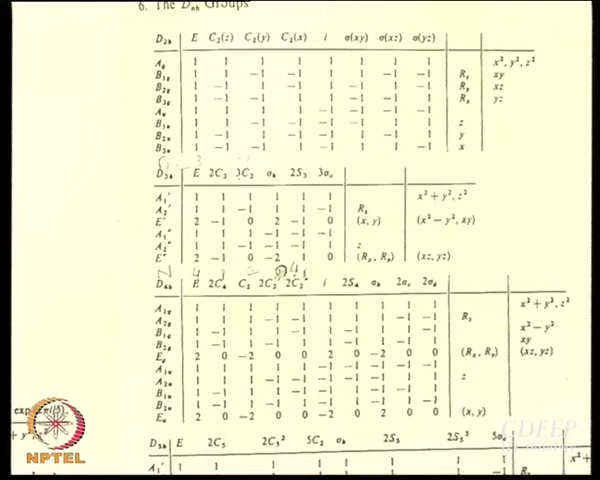 6. The Dnh Groups
D2h E C2(z) C2(y) C2(x) i σ(xy) σ(xz) σ(yz)
Ag 1 1 1 1 1 1 1 1 x², y², z²
B1g 1 1 -1 -1 1 1 -1 -1 Rz xy
B2g 1 -1 1 -1 1 -1 1 -1 Ry xz
B3g 1 -1 -1 1 1 -1 -1 1 Rx yz
Au 1 1 1 1 -1 -1 -1 -1
B1u 1 1 -1 -1 -1 -1 1 1 z
B2u 1 -1 1 -1 -1 1 -1 1 y
B3u 1 -1 -1 1 -1 1 1 -1 x
D3h E 2C3 3C2 σh 2S3 3σv
A1′ 1 1 1 1 1 1 x² + y², z²
A2′ 1 1 -1 1 1 -1 Rz
E′ 2 -1 0 2 -1 0 (x, y) (x² − y², xy)
A1″ 1 1 1 -1 -1 -1
A2″ 1 1 -1 -1 -1 1 z
E″ 2 -1 0 -2 1 0 (Rx, Ry) (xz, yz)
D4h E 2C4 C2 2C2′ 2C2″ i 2S4 σh 2σv 2σd
A1g 1 1 1 1 1 1 1 1 1 1 x² + y², z²
A2g 1 1 1 -1 -1 1 1 1 -1 -1 Rz
B1g 1 -1 1 1 -1 1 -1 1 1 -1 x² − y²
B2g 1 -1 1 -1 1 1 -1 1 -1 1 xy
Eg 2 0 -2 0 0 2 0 -2 0 0 (Rx, Ry) (xz, yz)
A1u 1 1 1 1 1 -1 -1 -1 -1 -1
A2u 1 1 1 -1 -1 -1 -1 -1 1 1 z
B1u 1 -1 1 1 -1 -1 1 -1 -1 1
B2u 1 -1 1 -1 1 -1 1 -1 1 -1
Eu 2 0 -2 0 0 -2 0 2 0 0 (x, y)
D5h E 2C5 2C5² 5C2 σh 2S5 2S5³ 5σv
A1′ 1 1
NPTEL
CDEEP